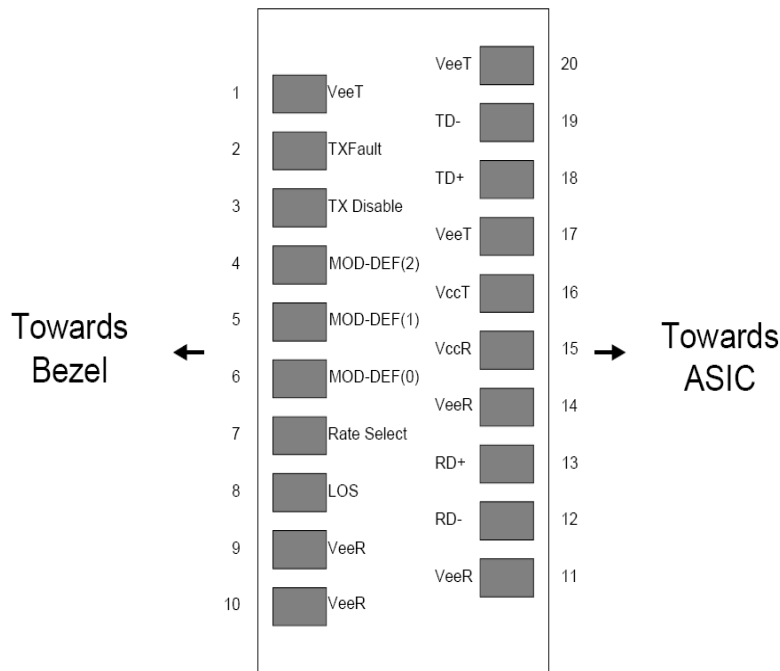 VeeT 20
1 VeeT
TD- 19
2 TXFault
TD+ 18
3 TX Disable
VeeT 17
4 MOD-DEF(2)
VccT 16
5 MOD-DEF(1)
Towards
Bezel
VccR 15
Towards
ASIC
6 MOD-DEF(0)
VeeR 14
7 Rate Select
RD+ 13
8 LOS
RD- 12
9 VeeR
VeeR 11
10 VeeR